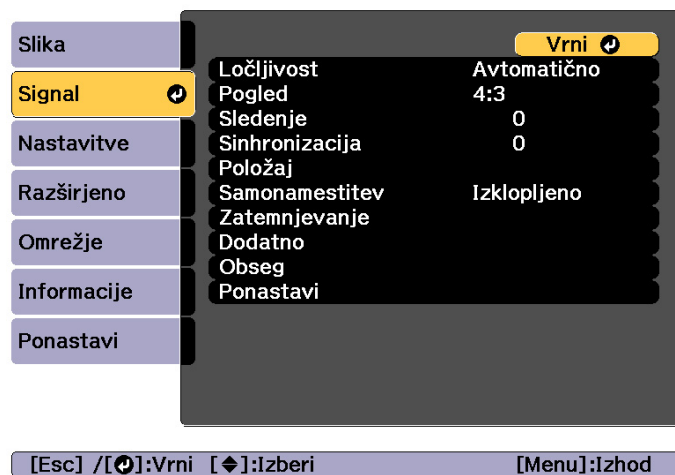 Slika
Signal
Nastavitve
Razširjeno
Omrežje
Informacije
Ponastavi
Vrni
Ločljivost Avtomatično
Pogled 4:3
Sledenje 0
Sinhronizacija 0
Položaj
Samonamestitev Izklopljeno
Zatemnjevanje
Dodatno
Obseg
Ponastavi
[Esc] /[↵]:Vrni [◆]:Izberi [Menu]:Izhod